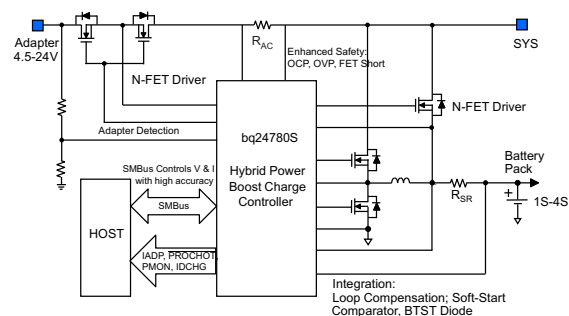 Adapter
4.5-24V
R_AC
SYS
Enhanced Safety:
OCP, OVP, FET Short
N-FET Driver
N-FET Driver
Adapter Detection
bq24780S
Hybrid Power
Boost Charge
Controller
SMBus Controls V & I
with high accuracy
SMBus
HOST
IADP, PROCHOT,
PMON, IDCHG
R_SR
Battery
Pack
+
1S-4S
Integration:
Loop Compensation; Soft-Start
Comparator, BTST Diode